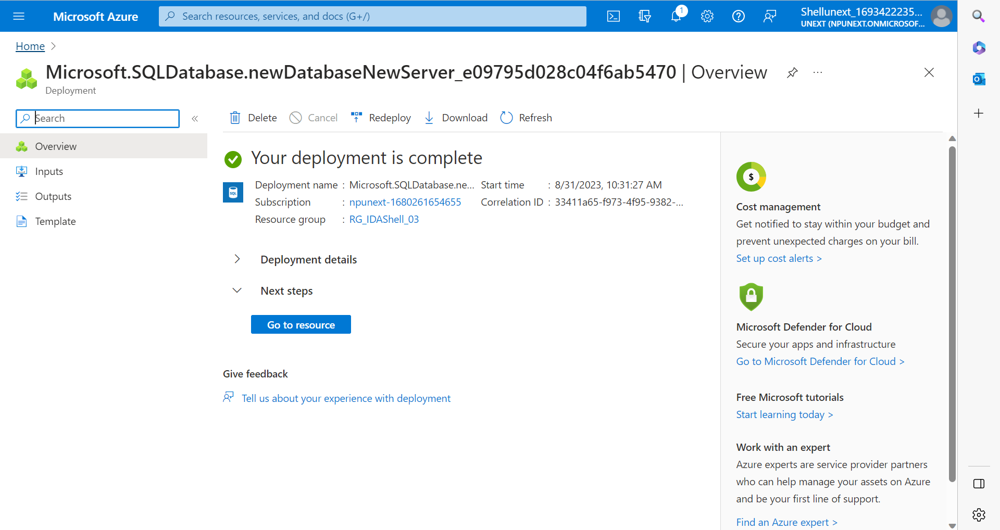 Microsoft Azure
Search resources, services, and docs (G+/)
1
Shellunext_1693422235...
UNEXT (NPUNEXT.ONMICROSOF...
Home
Microsoft.SQLDatabase.newDatabaseNewServer_e09795d028c04f6ab5470 | Overview
Deployment
Search
Delete
Cancel
Redeploy
Download
Refresh
Overview
Inputs
Outputs
Template
Your deployment is complete
SQL
Deployment name : Microsoft.SQLDatabase.ne...
Subscription : npunext-1680261654655
Resource group : RG_IDAShell_03
Start time : 8/31/2023, 10:31:27 AM
Correlation ID : 33411a65-f973-4f95-9382-...
Deployment details
Next steps
Go to resource
Give feedback
Tell us about your experience with deployment
$
Cost management
Get notified to stay within your budget and
prevent unexpected charges on your bill.
Set up cost alerts >
Microsoft Defender for Cloud
Secure your apps and infrastructure
Go to Microsoft Defender for Cloud >
Free Microsoft tutorials
Start learning today >
Work with an expert
Azure experts are service provider partners
who can help manage your assets on Azure
and be your first line of support.
Find an Azure expert >